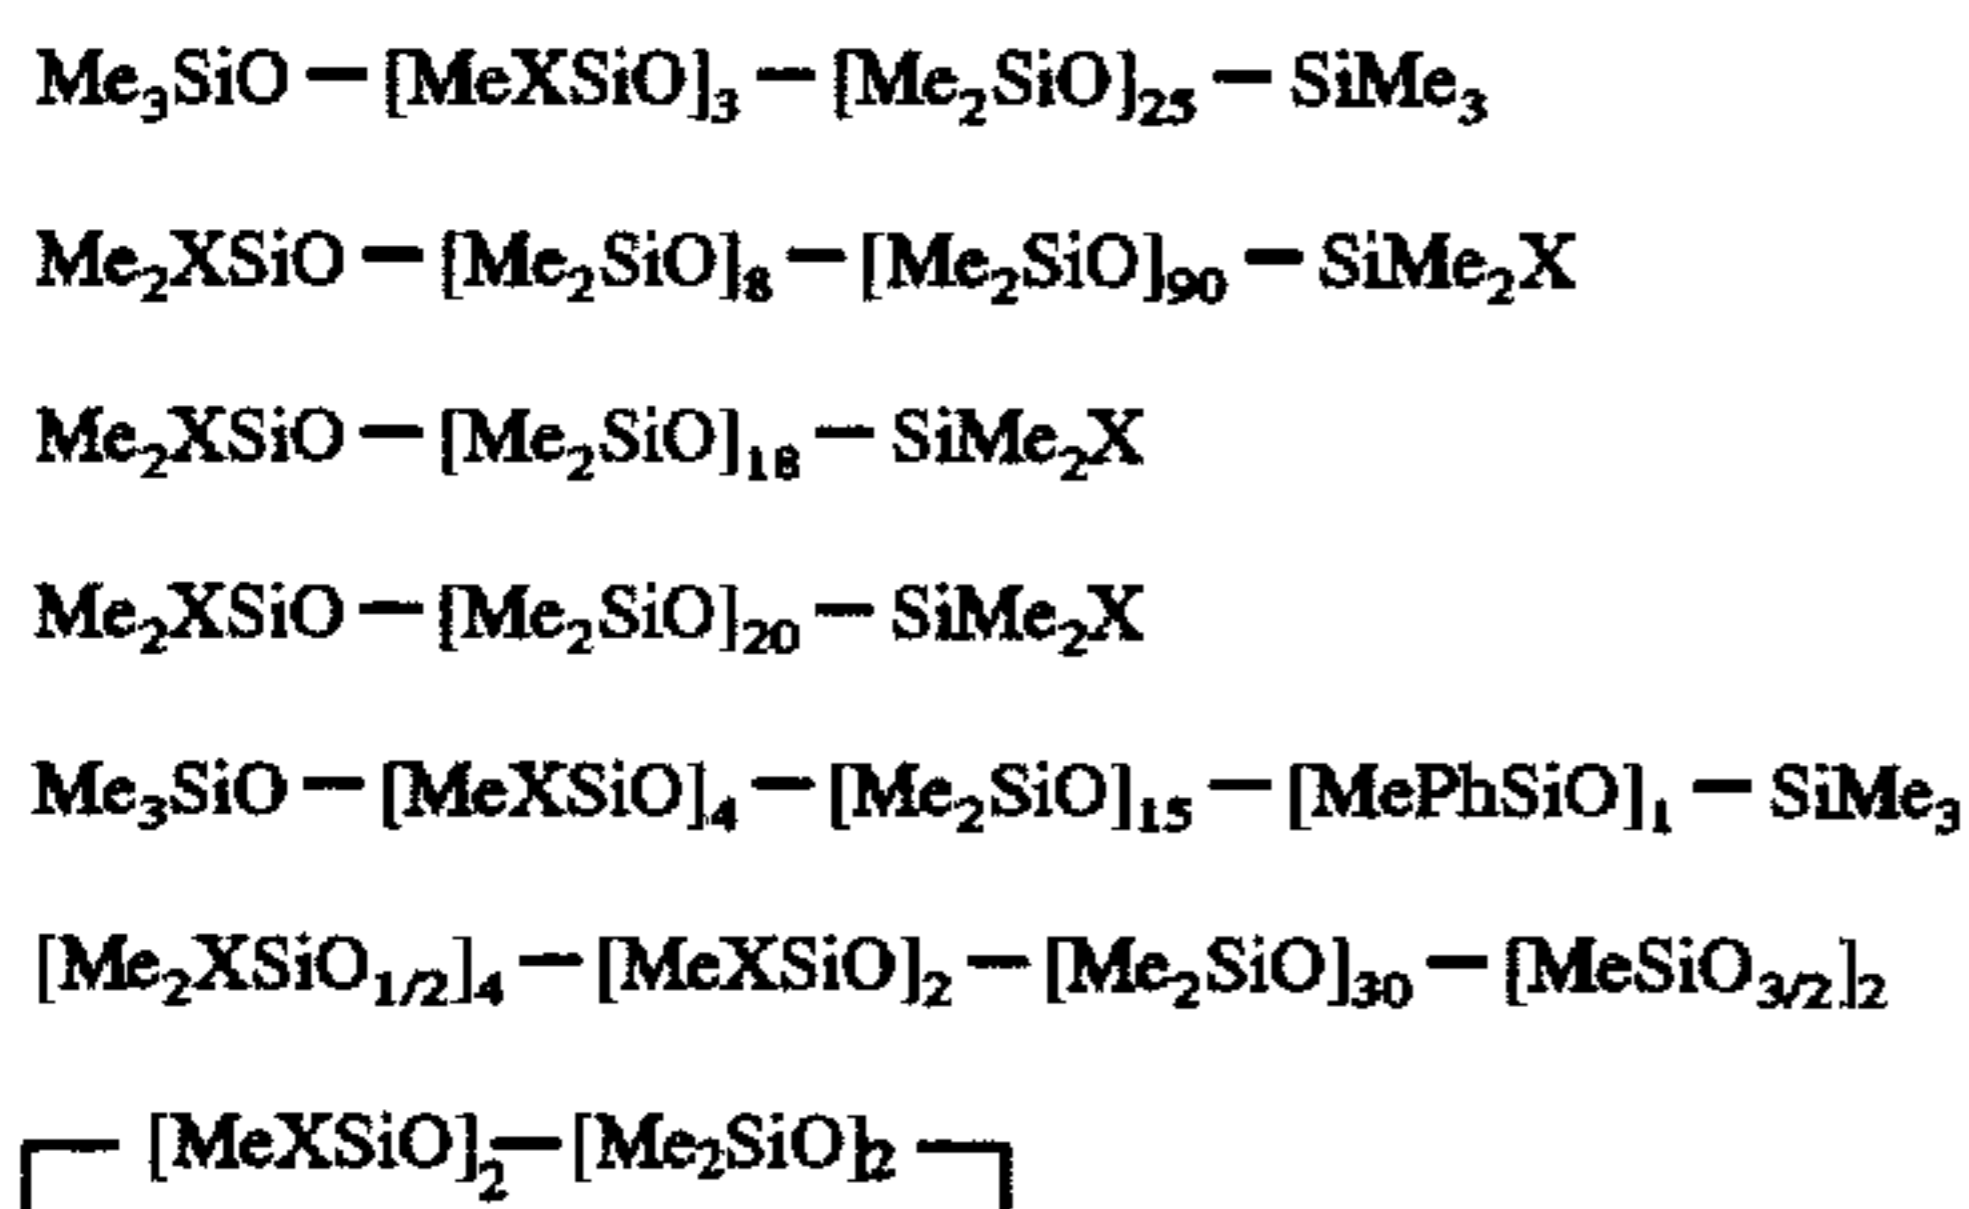 Me₃SiO — [MeXSiO]₃ — [Me₂SiO]₂₅ — SiMe₃
Me₂XSiO — [Me₂SiO]₈ — [Me₂SiO]₉₀ — SiMe₂X
Me₂XSiO — [Me₂SiO]₁₈ — SiMe₂X
Me₂XSiO — [Me₂SiO]₂₀ — SiMe₂X
Me₃SiO — [MeXSiO]₄ — [Me₂SiO]₁₅ — [MePhSiO]₁ — SiMe₃
[Me₂XSiO₁/₂]₄ — [MeXSiO]₂ — [Me₂SiO]₃₀ — [MeSiO₃/₂]₂
[MeXSiO]₂ — [Me₂SiO]₂